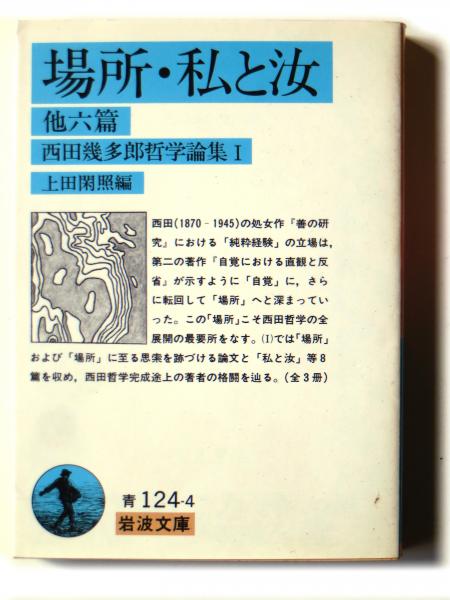 場所・私と汝
他六篇
西田幾多郎哲学論集Ⅰ
上田閑照編
西田(1870‐1945)の処女作『善の研
究』における「純粋経験」の立場は,
第二の著作『自覚における直観と反
省』が示すように「自覚」に, さら
に転回して「場所」へと深まってい
った。この「場所」こそ西田哲学の全
展開の最要所をなす。(Ⅰ)では「場所」
および「場所」に至る思索を跡づける論文と「私と汝」等8
篇を収め, 西田哲学完成途上の著者の格闘を辿る。(全3冊)
青 124-4
岩波文庫